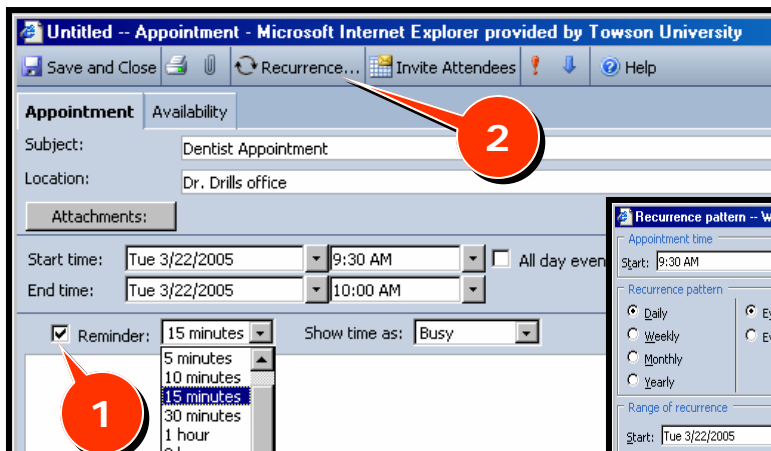 Untitled -- Appointment - Microsoft Internet Explorer provided by Towson University
Save and Close Recurrence... Invite Attendees Help
Appointment Availability
2
Subject: Dentist Appointment
Location: Dr. Drills office
Attachments:
Start time: Tue 3/22/2005 9:30 AM All day even
End time: Tue 3/22/2005 10:00 AM
Reminder: 15 minutes Show time as: Busy
5 minutes
10 minutes
15 minutes
30 minutes
1 hour
1
Recurrence pattern -- W
Appointment time
Start: 9:30 AM
Recurrence pattern
Daily
Weekly
Monthly
Yearly
Range of recurrence
Start: Tue 3/22/2005